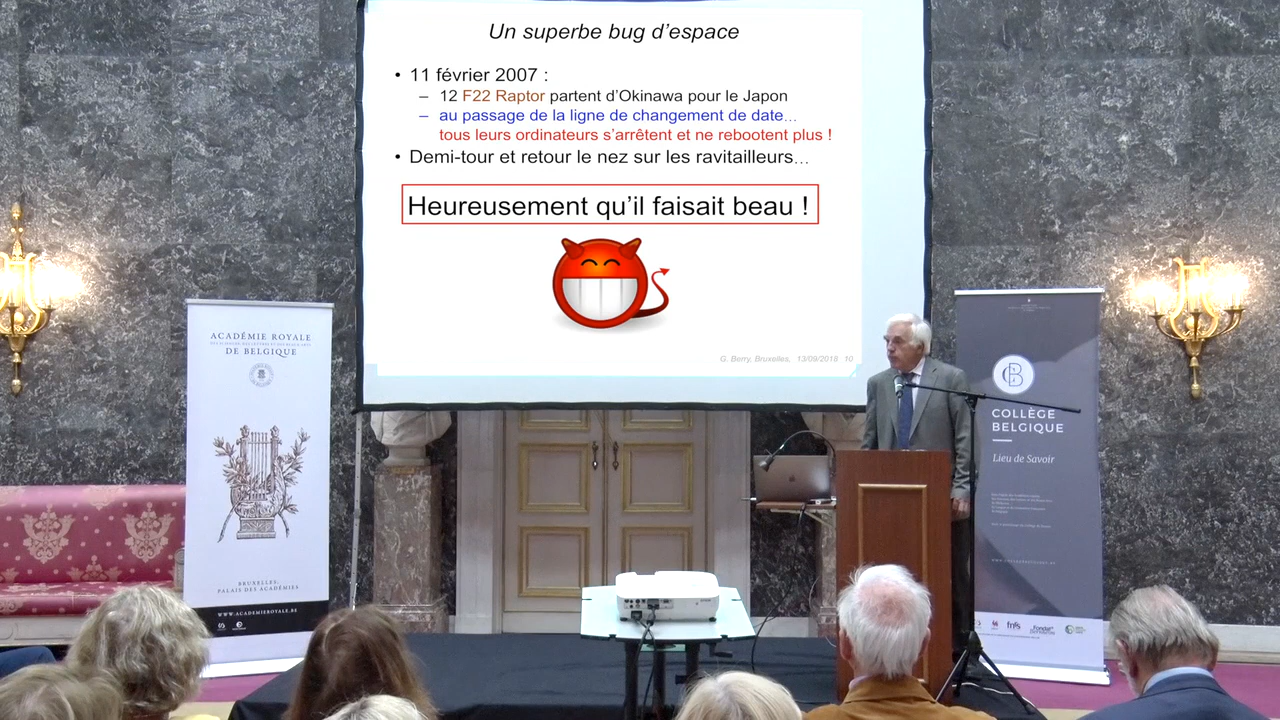 Un superbe bug d’espace
• 11 février 2007 :
– 12 F22 Raptor partent d’Okinawa pour le Japon
– au passage de la ligne de changement de date...
tous leurs ordinateurs s’arrêtent et ne rebootent plus !
• Demi-tour et retour le nez sur les ravitailleurs...
Heureusement qu’il faisait beau !
G. Berry, Bruxelles, 13/09/2018 10
ACADÉMIE ROYALE
DE BELGIQUE
BRUXELLES,
PALAIS DES ACADÉMIES
WWW.ACADEMIEROYALE.BE
CB
COLLÈGE
BELGIQUE
Lieu de Savoir
fnrs